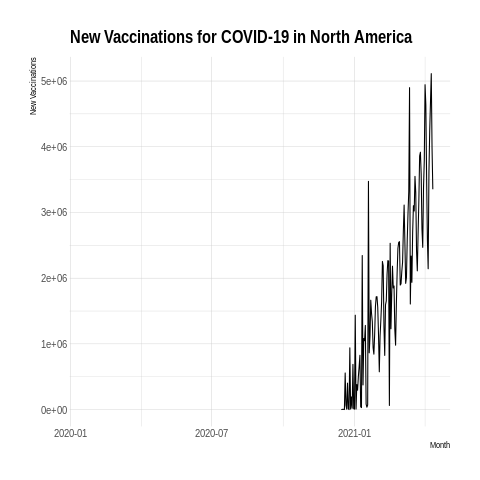 New Vaccinations for COVID-19 in North America
New Vaccinations
5e+06
4e+06
3e+06
2e+06
1e+06
0e+00
2020-01 2020-07 2021-01
Month